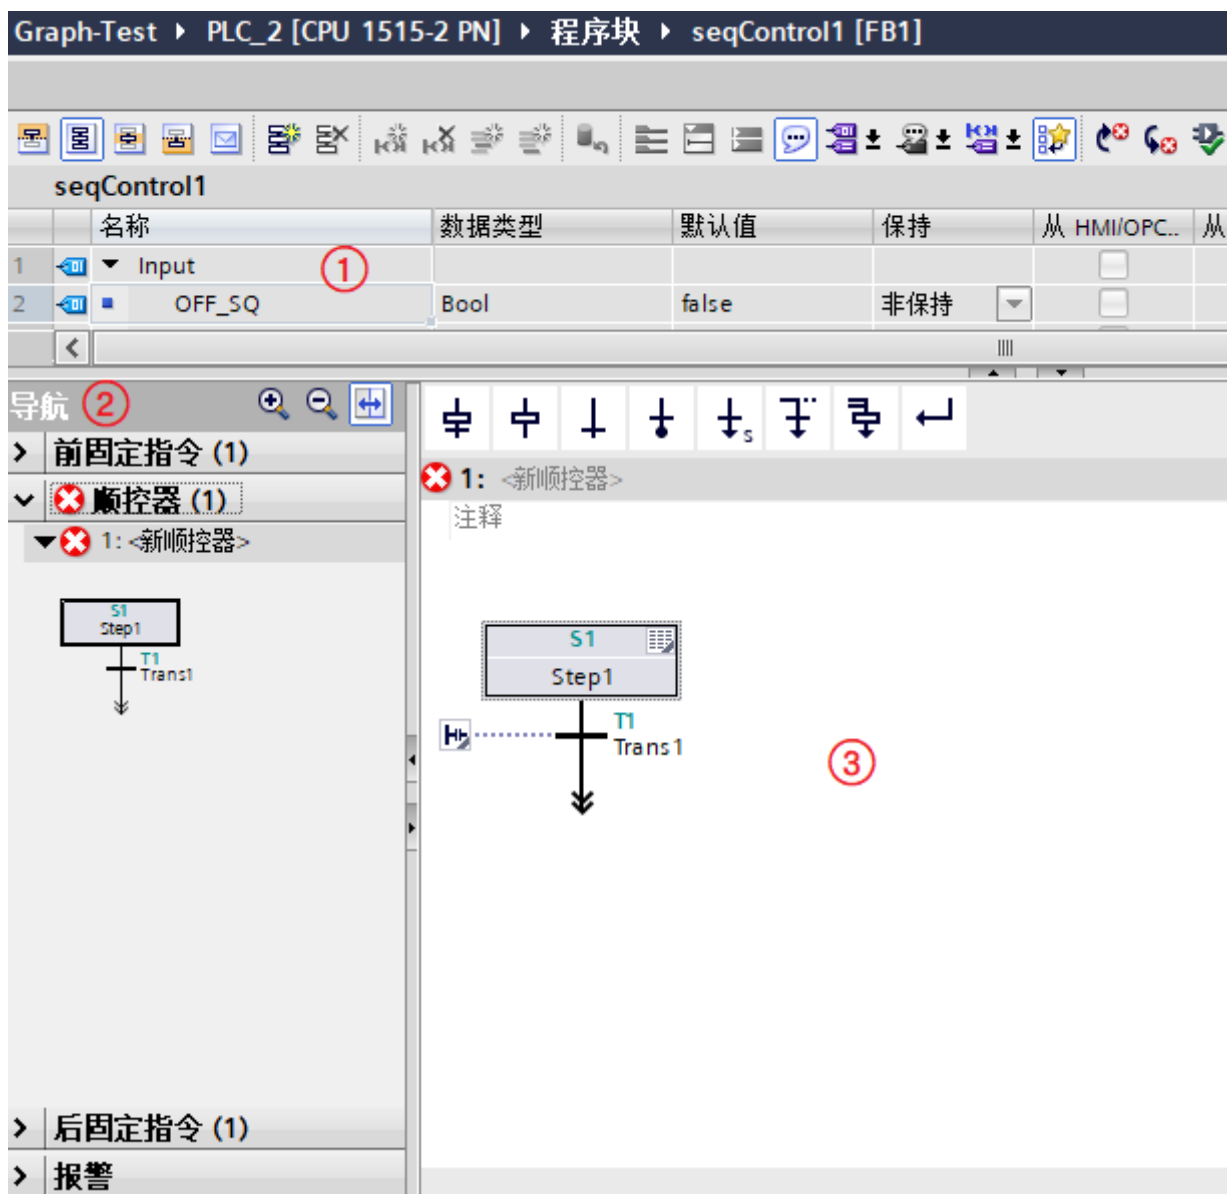 Graph-Test ▸ PLC_2 [CPU 1515-2 PN] ▸ 程序块 ▸ seqControl1 [FB1]
seqControl1
名称 数据类型 默认值 保持 从 HMI/OPC... 从
1 Input ①
2 OFF_SQ Bool false 非保持
导航 ②
前固定指令 (1)
顺控器 (1)
1: <新顺控器>
S1
Step1
T1
Trans1
后固定指令 (1)
报警
S
1: <新顺控器>
注释
S1
Step1
T1
Trans1
③